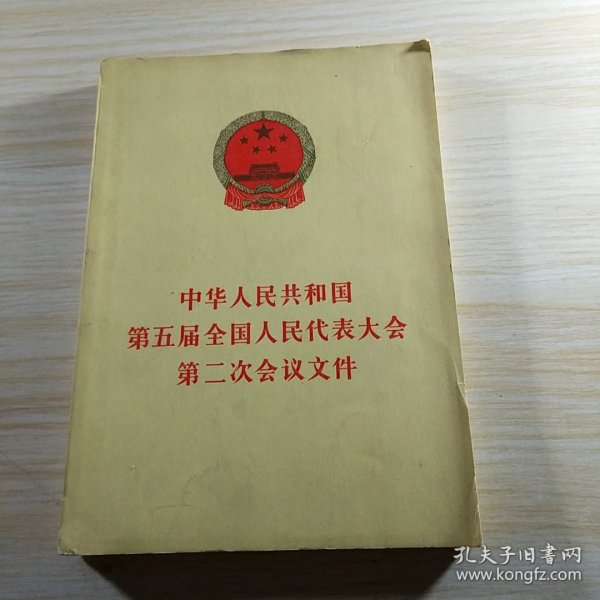 中华人民共和国
第五届全国人民代表大会
第二次会议文件
孔夫子旧书网
www.kongfz.com